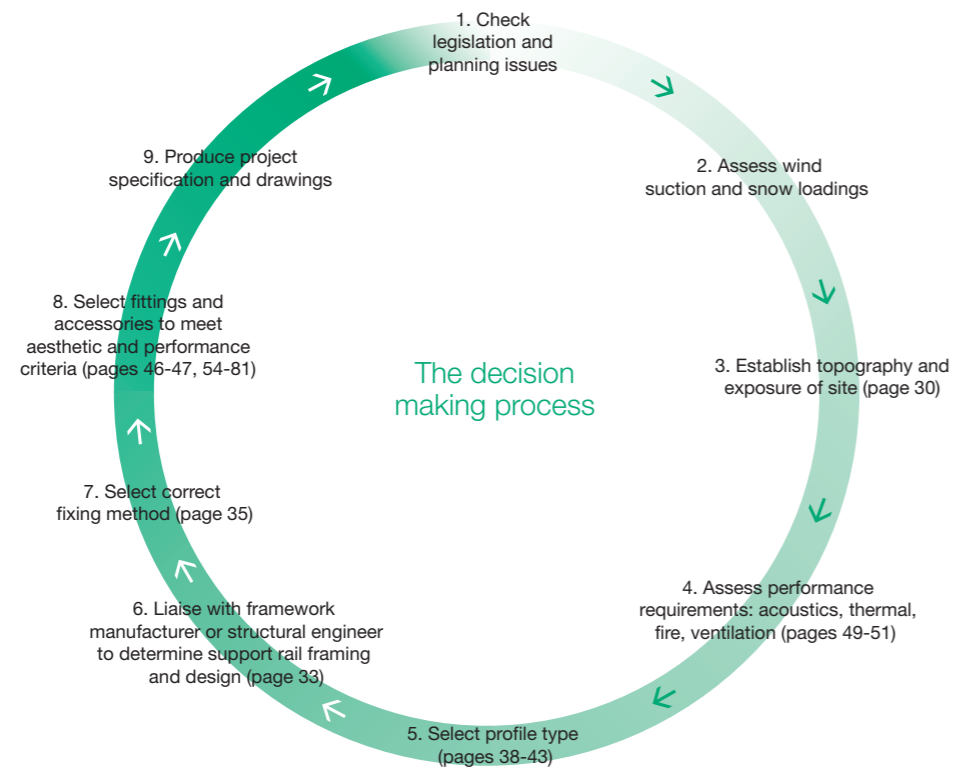 1. Check
legislation and
planning issues
2. Assess wind
suction and snow loadings
3. Establish topography and
exposure of site (page 30)
4. Assess performance
requirements: acoustics, thermal,
fire, ventilation (pages 49-51)
5. Select profile type
(pages 38-43)
6. Liaise with framework
manufacturer or structural engineer
to determine support rail framing
and design (page 33)
7. Select correct
fixing method (page 35)
8. Select fittings and
accessories to meet
aesthetic and performance
criteria (pages 46-47, 54-81)
9. Produce project
specification and drawings
The decision
making process